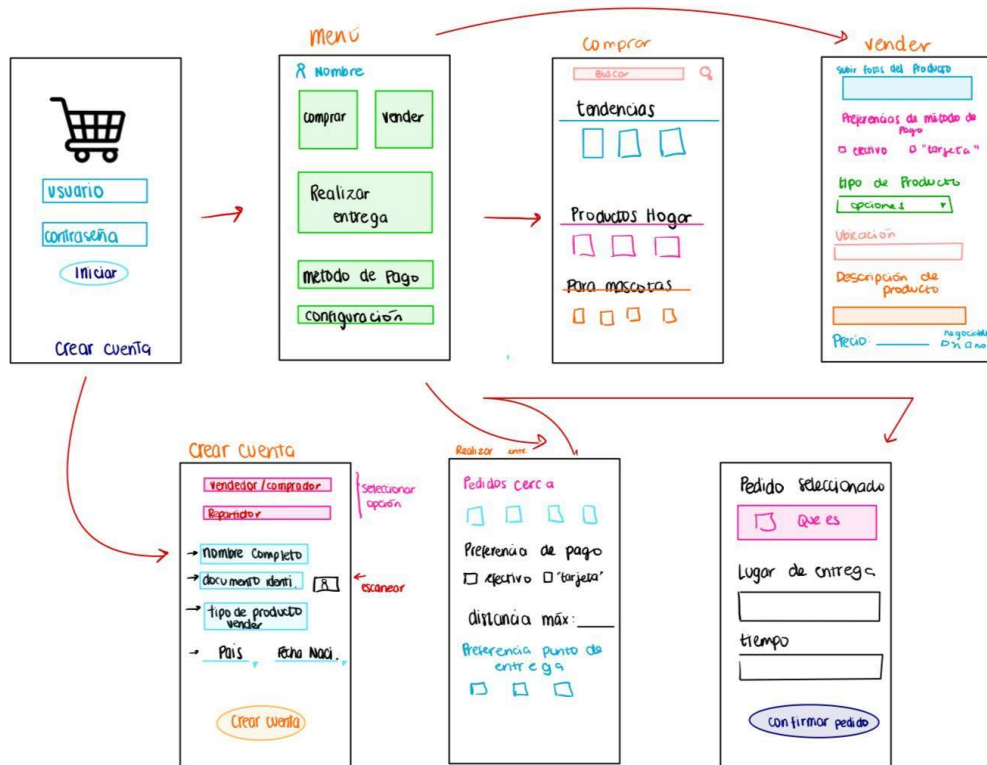 usuario
contraseña
Iniciar
Crear cuenta
Menú
Nombre
comprar
vender
Realizar
entrega
metodo de Pago
configuración
comprar
Buscar
tendencias
Productos Hogar
Para mascotas
vender
subir fotos del Producto
Preferencias de método de
Pago
efectivo
"tarjeta"
tipo de Producto
opciones
Ubicación
Descripción de
producto
Precio:
negociable
no
Crear cuenta
vendedor/comprador
Repartidor
seleccionar
opción
nombre completo
documento identi.
escanear
tipo de producto
vender
País
Fecha Naci.
Crear cuenta
Realizar entr.
Pedidos cerca
Preferencia de pago
efectivo
"tarjeta"
distancia máx:
Preferencia punto de
entrega
Pedido seleccionado
Que es
Lugar de entrega
tiempo
confirmar pedido